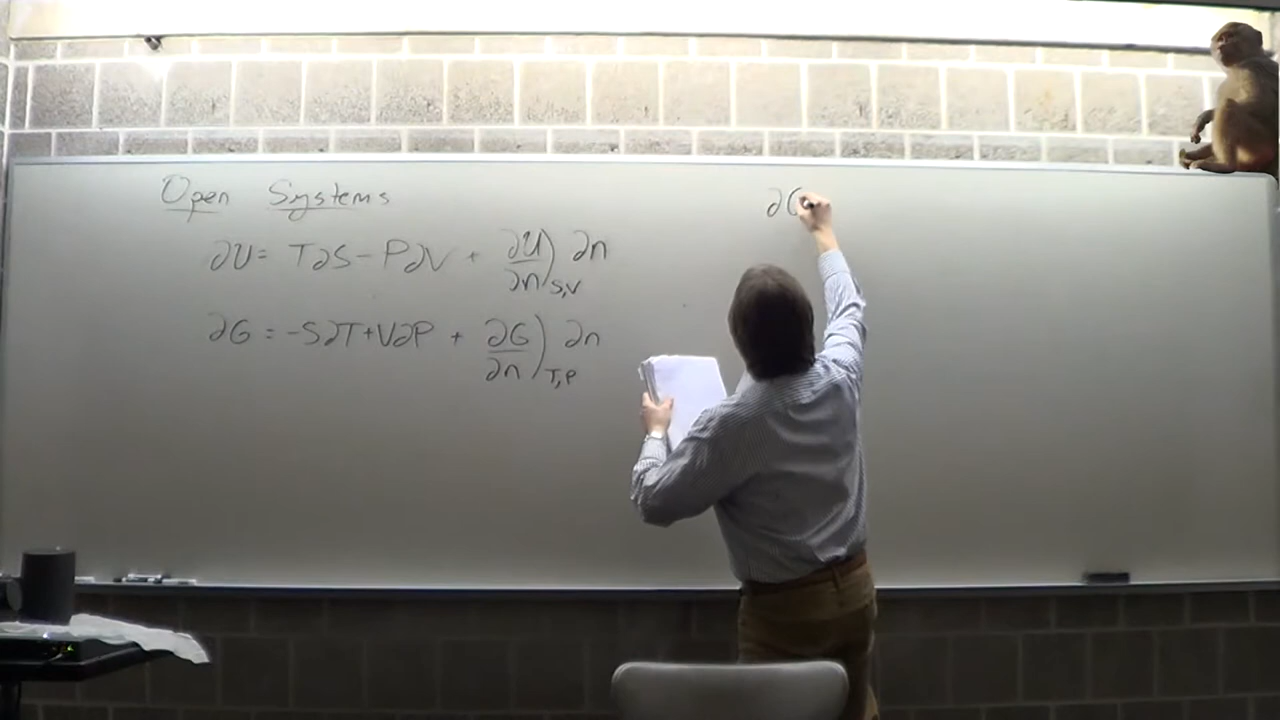 Open Systems
∂U = T∂S - P∂V + ∂U/∂n)S,V ∂n
∂G = -S∂T + V∂P + ∂G/∂n)T,P ∂n
∂G